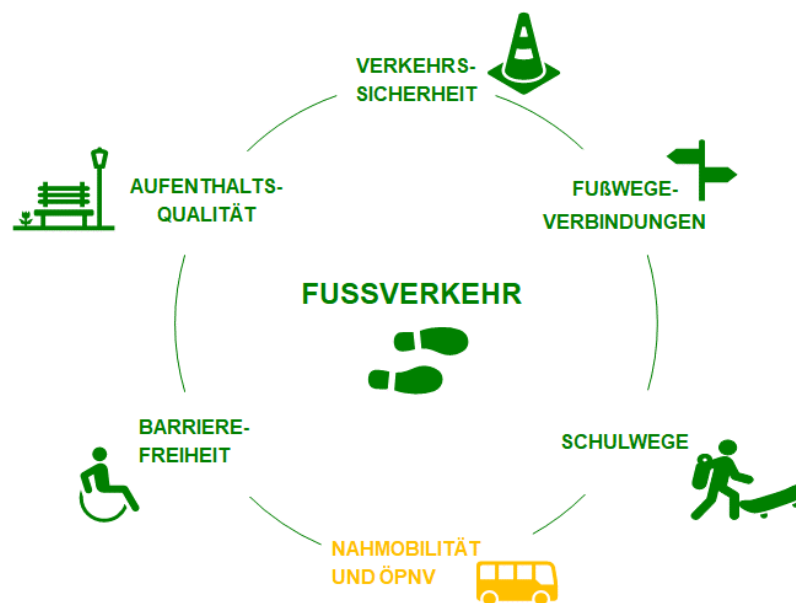 VERKEHRS-
SICHERHEIT
FUßWEGE-
VERBINDUNGEN
SCHULWEGE
NAHMOBILITÄT
UND ÖPNV
BARRIERE-
FREIHEIT
AUFENTHALTS-
QUALITÄT
FUSSVERKEHR